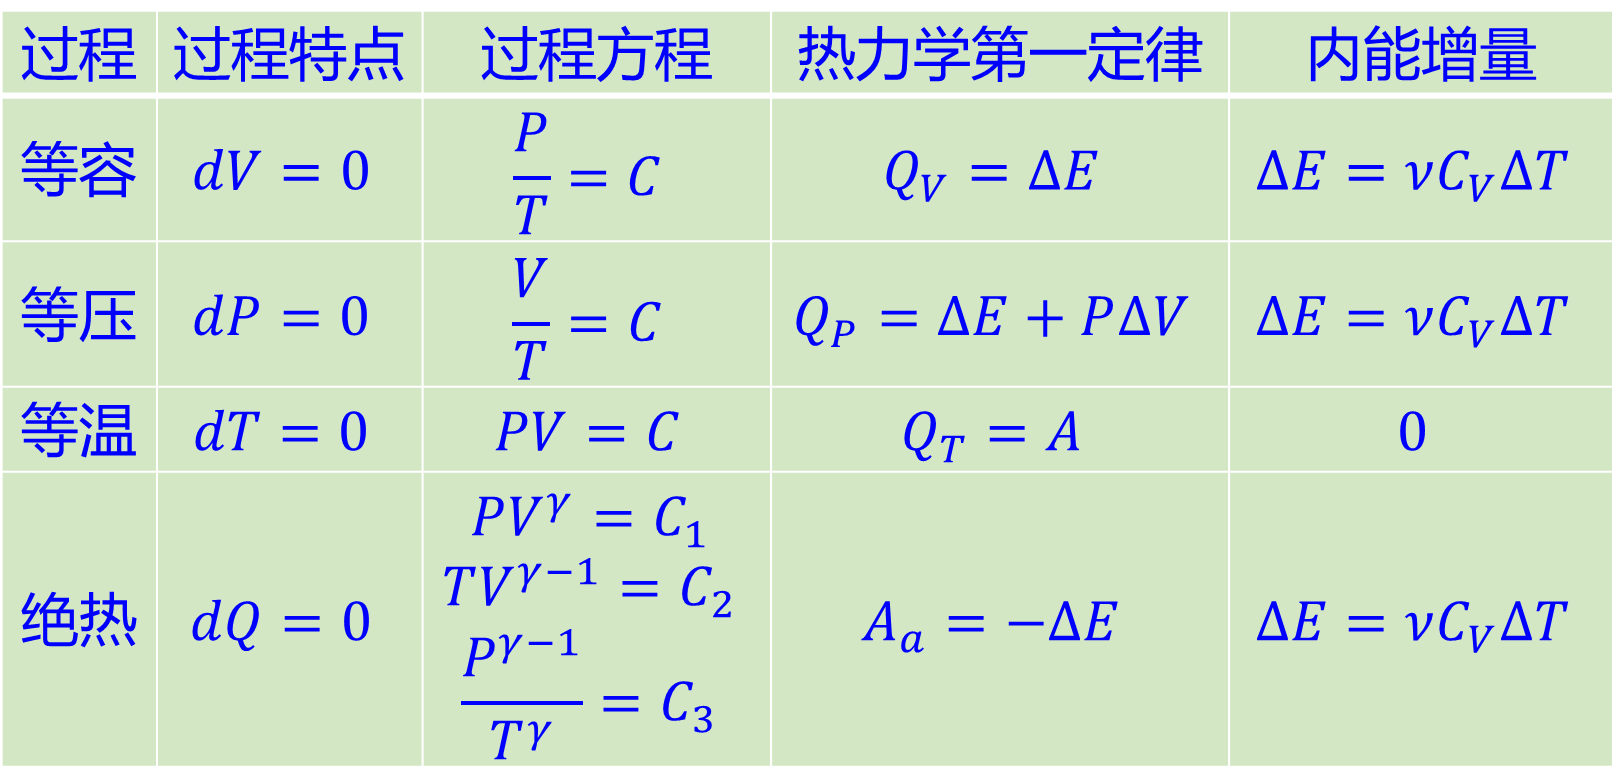 过程 过程特点 过程方程 热力学第一定律 内能增量
等容 dV = 0 P/T = C Q_V = ΔE ΔE = νC_VΔT
等压 dP = 0 V/T = C Q_P = ΔE + PΔV ΔE = νC_VΔT
等温 dT = 0 PV = C Q_T = A 0
绝热 dQ = 0 PV^γ = C_1
TV^{γ−1} = C_2
P^{γ−1}/T^γ = C_3
A_a = −ΔE ΔE = νC_VΔT